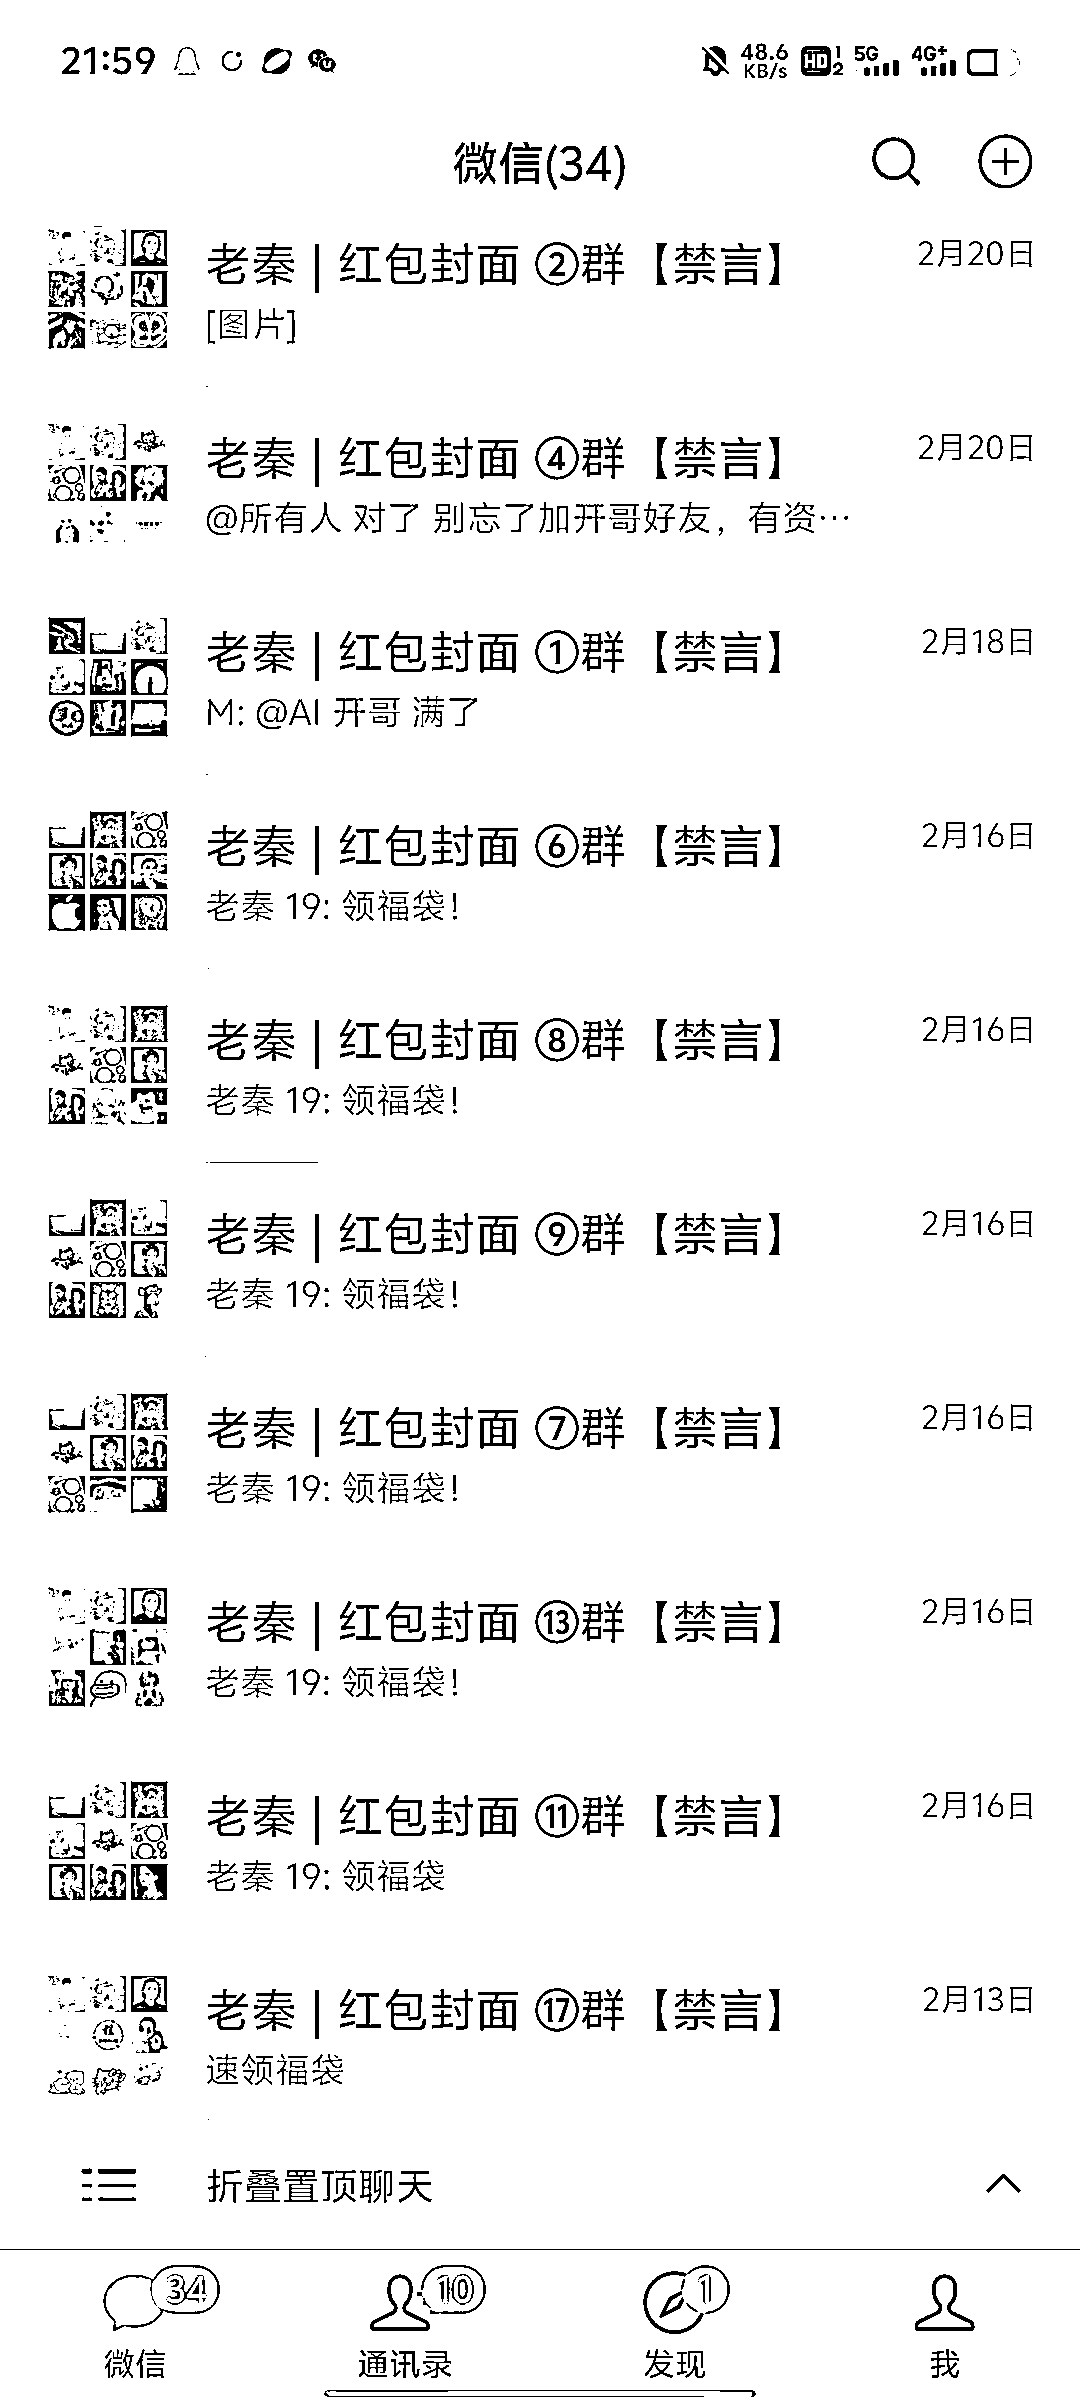 21:59
48.6 KB/s HD 1 2 5G 4G+
微信(34)
老秦 | 红包封面 ②群【禁言】 2月20日
[图片]
老秦 | 红包封面 ④群【禁言】 2月20日
@所有人 对了 别忘了加开哥好友，有资…
老秦 | 红包封面 ①群【禁言】 2月18日
M: @AI 开哥 满了
老秦 | 红包封面 ⑥群【禁言】 2月16日
老秦 19: 领福袋！
老秦 | 红包封面 ⑧群【禁言】 2月16日
老秦 19: 领福袋！
老秦 | 红包封面 ⑨群【禁言】 2月16日
老秦 19: 领福袋！
老秦 | 红包封面 ⑦群【禁言】 2月16日
老秦 19: 领福袋！
老秦 | 红包封面 ⑬群【禁言】 2月16日
老秦 19: 领福袋！
老秦 | 红包封面 ⑪群【禁言】 2月16日
老秦 19: 领福袋
老秦 | 红包封面 ⑰群【禁言】 2月13日
速领福袋
折叠置顶聊天
34 10 1
微信 通讯录 发现 我